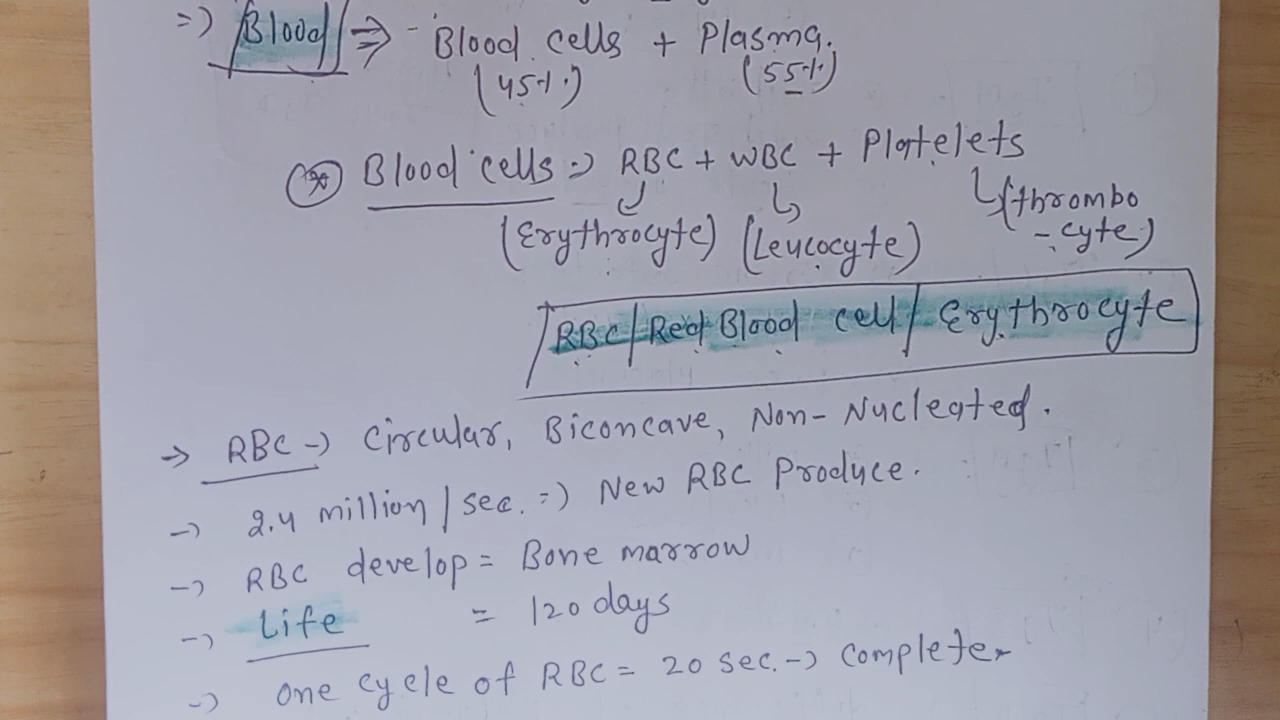 => Blood => - Blood cells + Plasma.
(45%) (55%)
* Blood cells => RBC + WBC + Platelets
(Erythrocyte) (Leucocyte) (thrombo
- cyte)
RBC / Red Blood cell / Erythrocyte
-> RBC -> Circular, Biconcave, Non-Nucleated.
-> 2.4 million / sec. => New RBC Produce.
-> RBC develop = Bone marrow
-> Life = 120 days
-> One cycle of RBC = 20 sec. -> complete